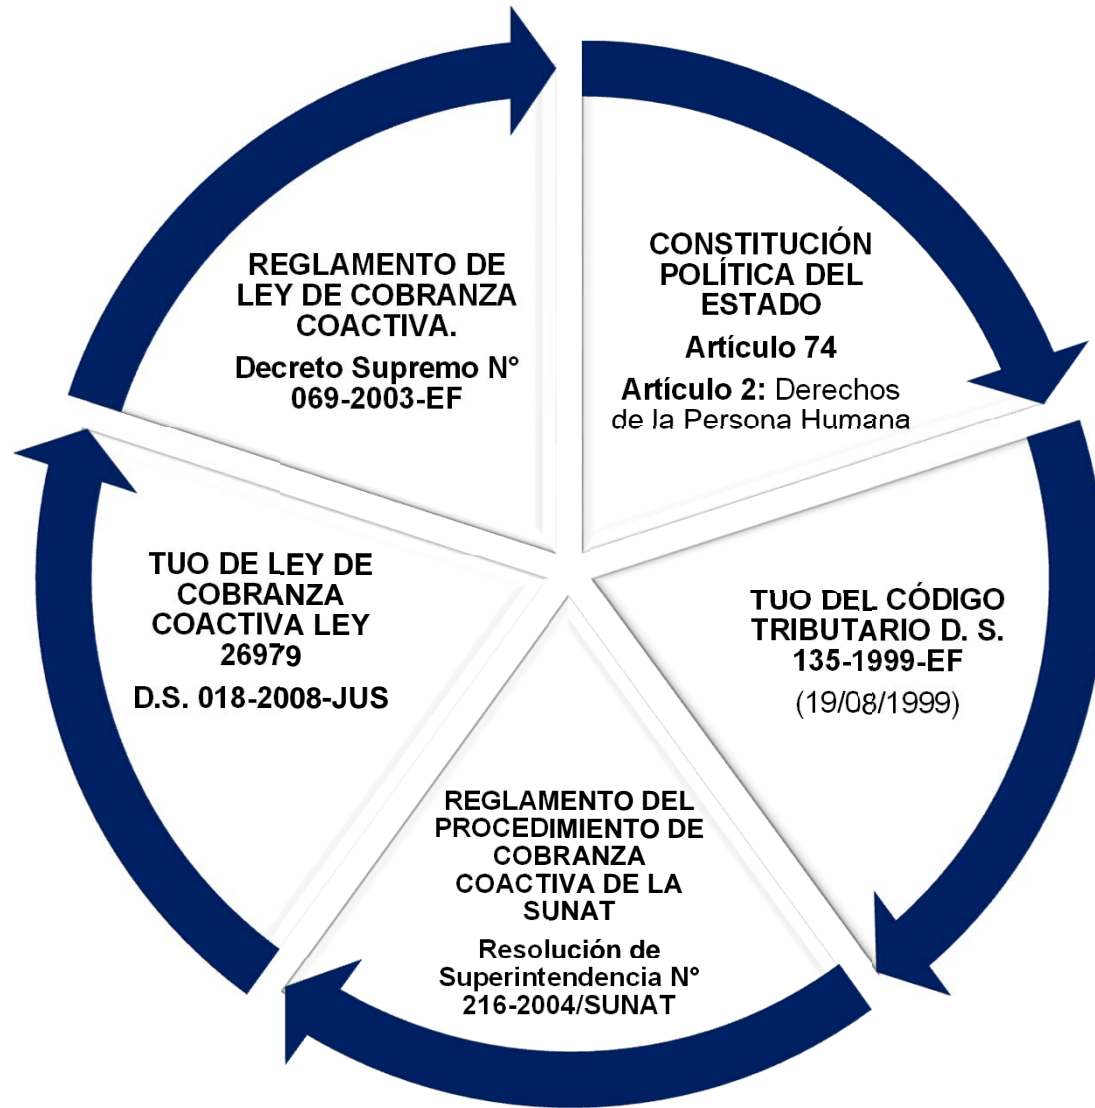 CONSTITUCIÓN
POLÍTICA DEL
ESTADO
Artículo 74
Artículo 2: Derechos
de la Persona Humana
TUO DEL CÓDIGO
TRIBUTARIO D. S.
135-1999-EF
(19/08/1999)
REGLAMENTO DEL
PROCEDIMIENTO DE
COBRANZA
COACTIVA DE LA
SUNAT
Resolución de
Superintendencia N°
216-2004/SUNAT
TUO DE LEY DE
COBRANZA
COACTIVA LEY
26979
D.S. 018-2008-JUS
REGLAMENTO DE
LEY DE COBRANZA
COACTIVA.
Decreto Supremo N°
069-2003-EF